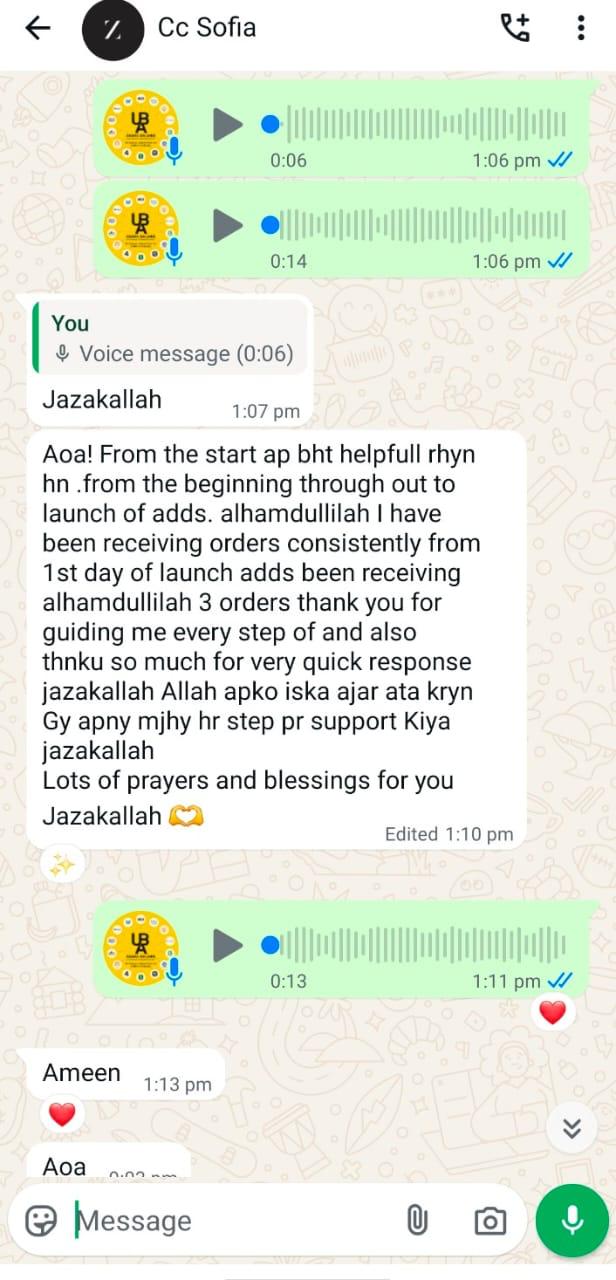 Cc Sofia
UBA
0:06
1:06 pm
UBA
0:14
1:06 pm
You
Voice message (0:06)
Jazakallah
1:07 pm
Aoa! From the start ap bht helpfull rhyn
hn .from the beginning through out to
launch of adds. alhamdullilah I have
been receiving orders consistently from
1st day of launch adds been receiving
alhamdullilah 3 orders thank you for
guiding me every step of and also
thnku so much for very quick response
jazakallah Allah apko iska ajar ata kryn
Gy apny mjhy hr step pr support Kiya
jazakallah
Lots of prayers and blessings for you
Jazakallah 🫶
Edited 1:10 pm
✨
UBA
0:13
1:11 pm
❤️
Ameen
1:13 pm
❤️
Aoa
Message